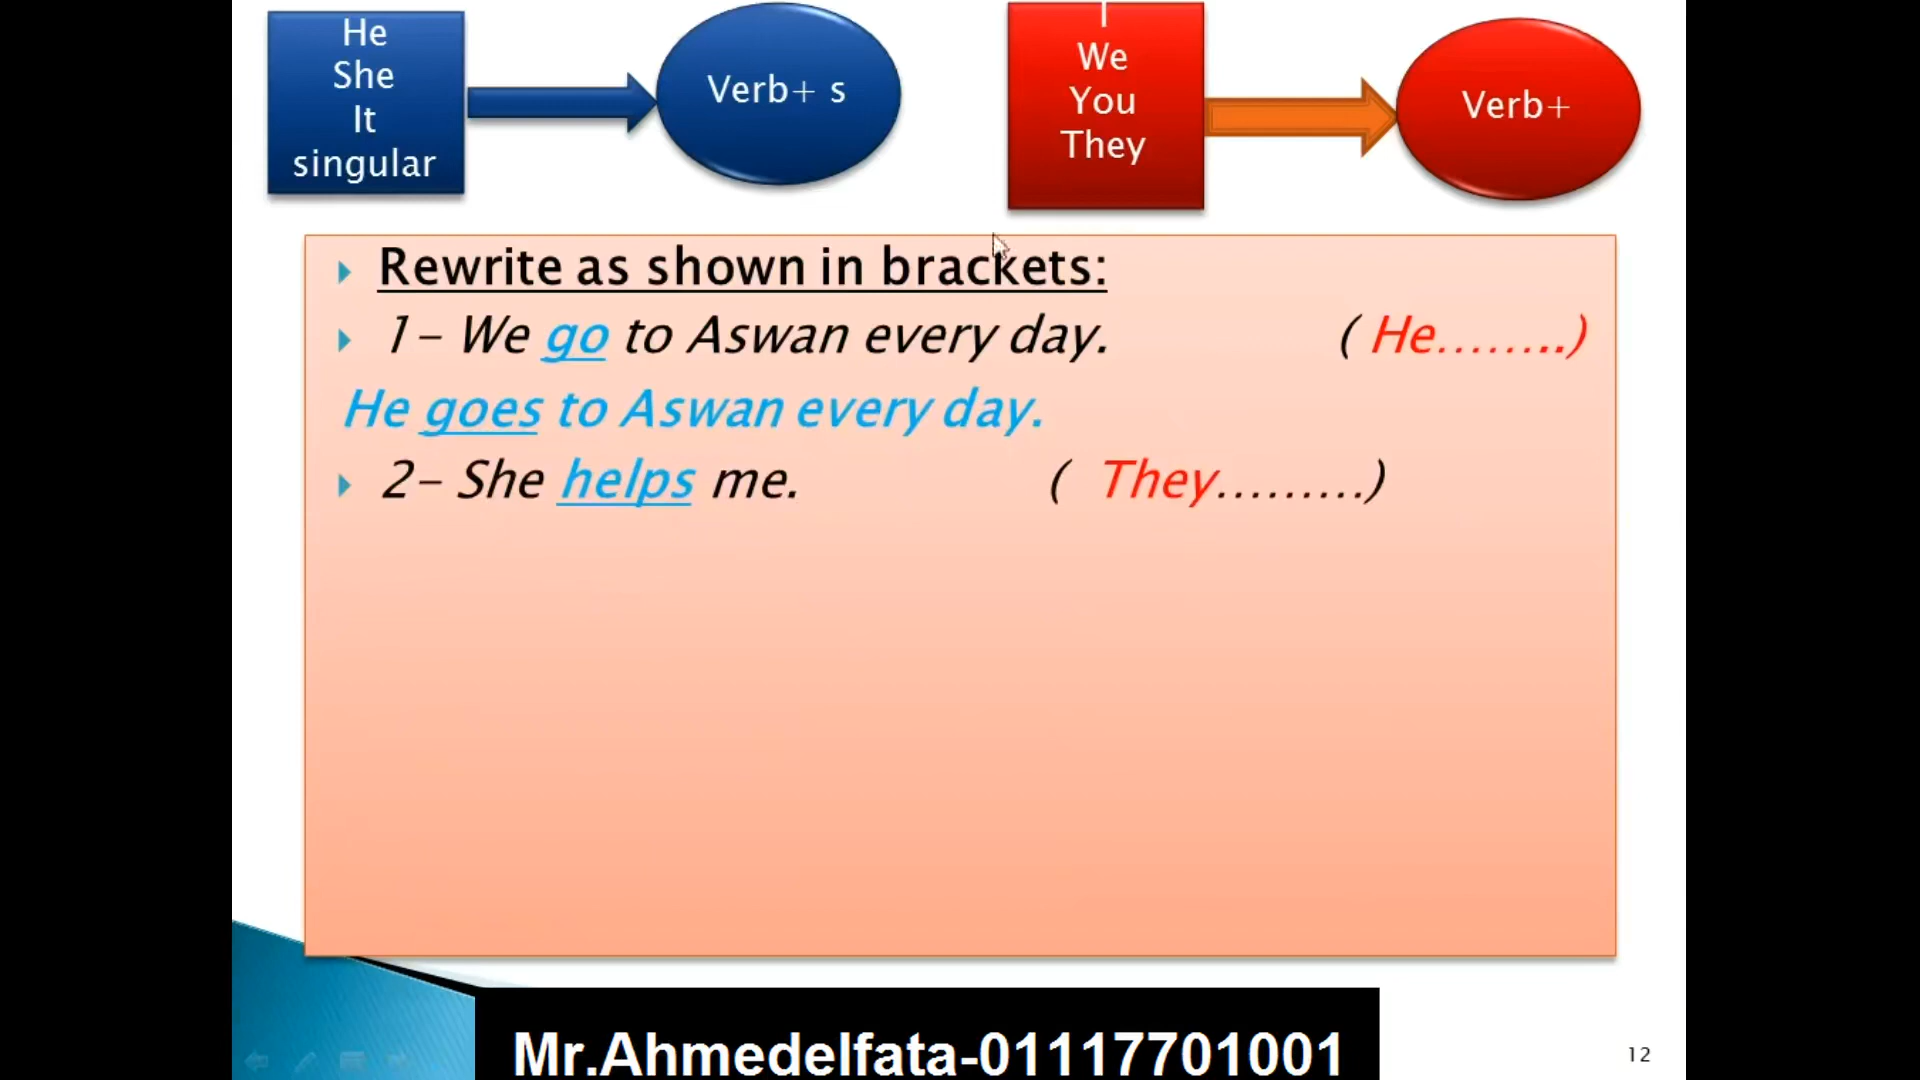 He
She
It
singular
Verb+ s
I
We
You
They
Verb+
Rewrite as shown in brackets:
1- We go to Aswan every day. ( He……..)
He goes to Aswan every day.
2- She helps me. ( They………)
Mr.Ahmedelfata-01117701001
12